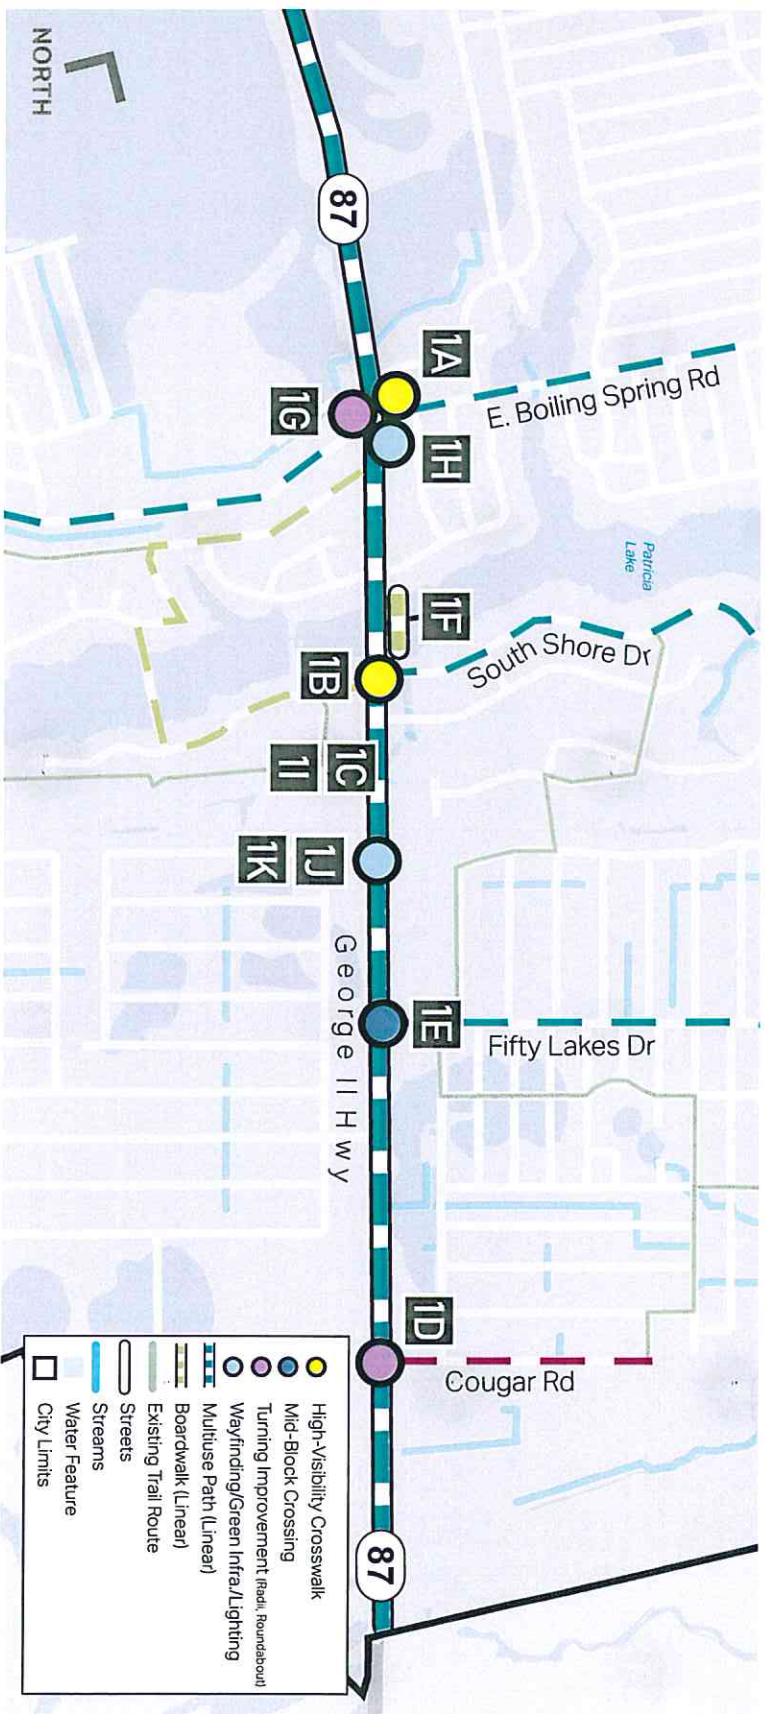 NORTH
87
1A
E. Boiling Spring Rd
1G
1H
Patricia
Lake
1F
South Shore Dr
1B
1I
1C
1K
1J
George II Hwy
1E
Fifty Lakes Dr
1D
Cougar Rd
87
High-Visibility Crosswalk
Mid-Block Crossing
Turning Improvement (Radii, Roundabout)
Wayfinding/Green Infra./Lighting
Multiuse Path (Linear)
Boardwalk (Linear)
Existing Trail Route
Streets
Streams
Water Feature
City Limits